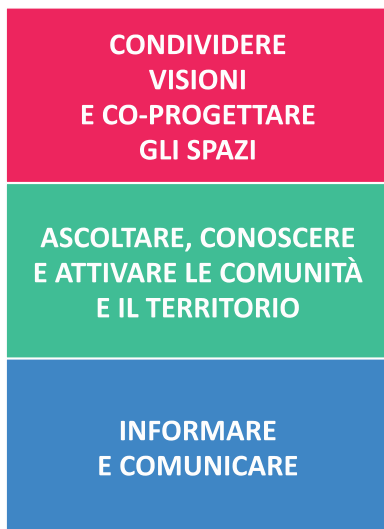 CONDIVIDERE
VISIONI
E CO-PROGETTARE
GLI SPAZI
ASCOLTARE, CONOSCERE
E ATTIVARE LE COMUNITÀ
E IL TERRITORIO
INFORMARE
E COMUNICARE